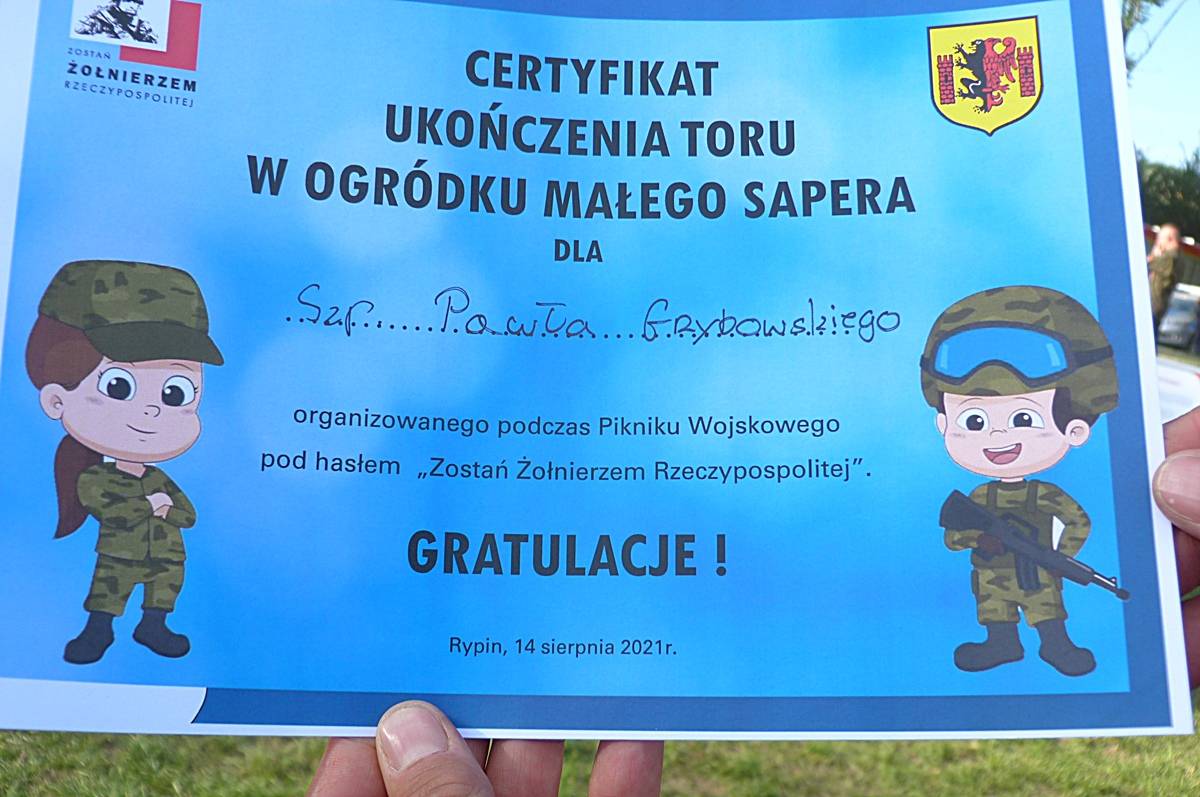 ZOSTAŃ
ŻOŁNIERZEM
RZECZYPOSPOLITEJ
CERTYFIKAT
UKOŃCZENIA TORU
W OGRÓDKU MAŁEGO SAPERA
DLA
..Szp......Pawła...Grzybowskiego
organizowanego podczas Pikniku Wojskowego
pod hasłem „Zostań Żołnierzem Rzeczypospolitej”.
GRATULACJE !
Rypin, 14 sierpnia 2021r.